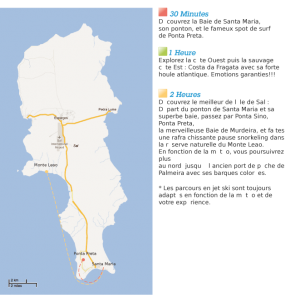 Espargos
Pedra Lume
Sal
Monte Leao
Ponta Preta
Santa Maria
2 km
2 miles
30 Minutes
D couvrez la Baie de Santa Maria,
son ponton, et le fameux spot de surf
de Ponta Preta.
1 Heure
Explorez la c te Ouest puis la sauvage
c te Est : Costa da Fragata avec sa forte
houle atlantique. Emotions garanties!!!
2 Heures
D couvrez le meilleur de l le de Sal :
D part du ponton de Santa Maria et sa
superbe baie, passez par Ponta Sino,
Ponta Preta,
la merveilleuse Baie de Murdeira, et fa tes
une rafra chissante pause snorkeling dans
la r serve naturelle du Monte Leao.
En fonction de la m t o, vous poursuivrez
plus
au nord jusqu l ancien port de p che de
Palmeira avec ses barques color es.
* Les parcours en jet ski sont toujours
adapt s en fonction de la m t o et de
votre exp rience.